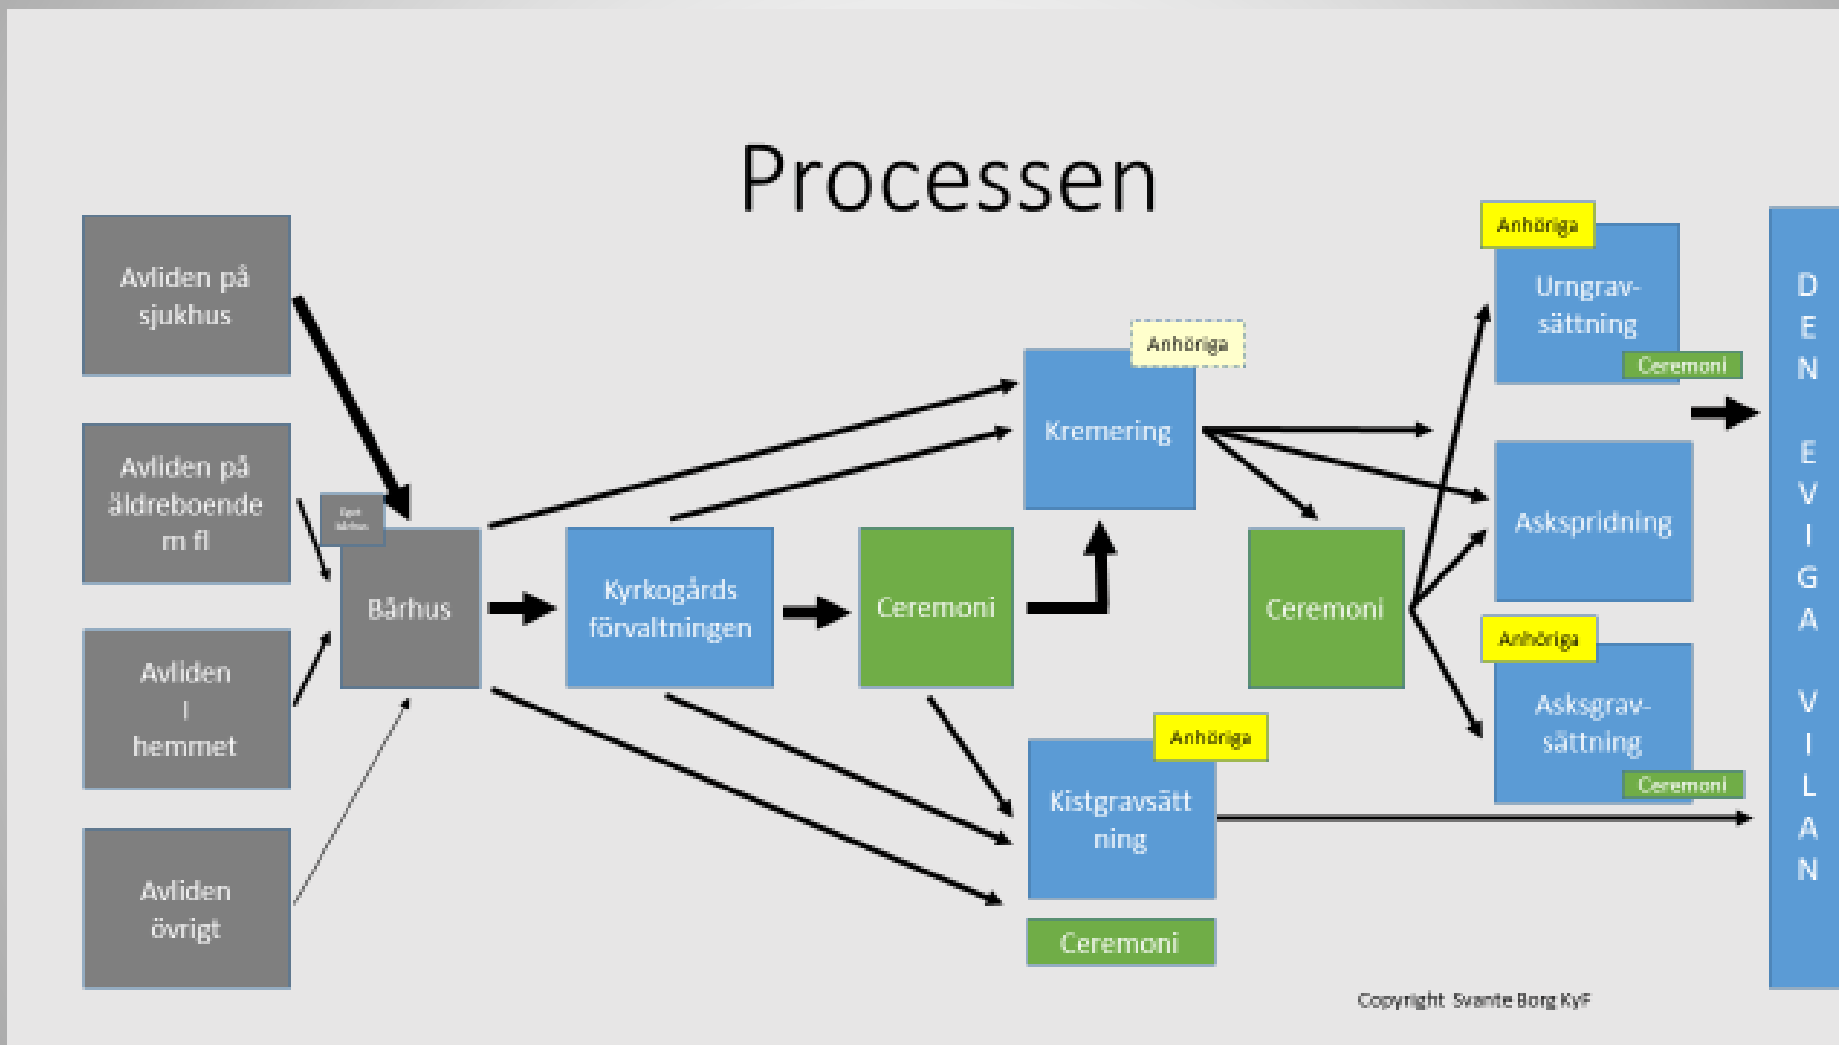 Processen
Avliden på
sjukhus
Avliden på
äldreboende
m fl
Avliden
I
hemmet
Avliden
övrigt
bårhus
Bårhus
Kyrkogårds
förvaltningen
Ceremoni
Anhöriga
Kremering
Anhöriga
Kistgravsätt
ning
Ceremoni
Ceremoni
Anhöriga
Urngrav-
sättning
Ceremoni
Askspridning
Anhöriga
Asksgrav-
sättning
Ceremoni
D
E
N
E
V
I
G
A
V
I
L
A
N
Copyright Svante Borg KyF